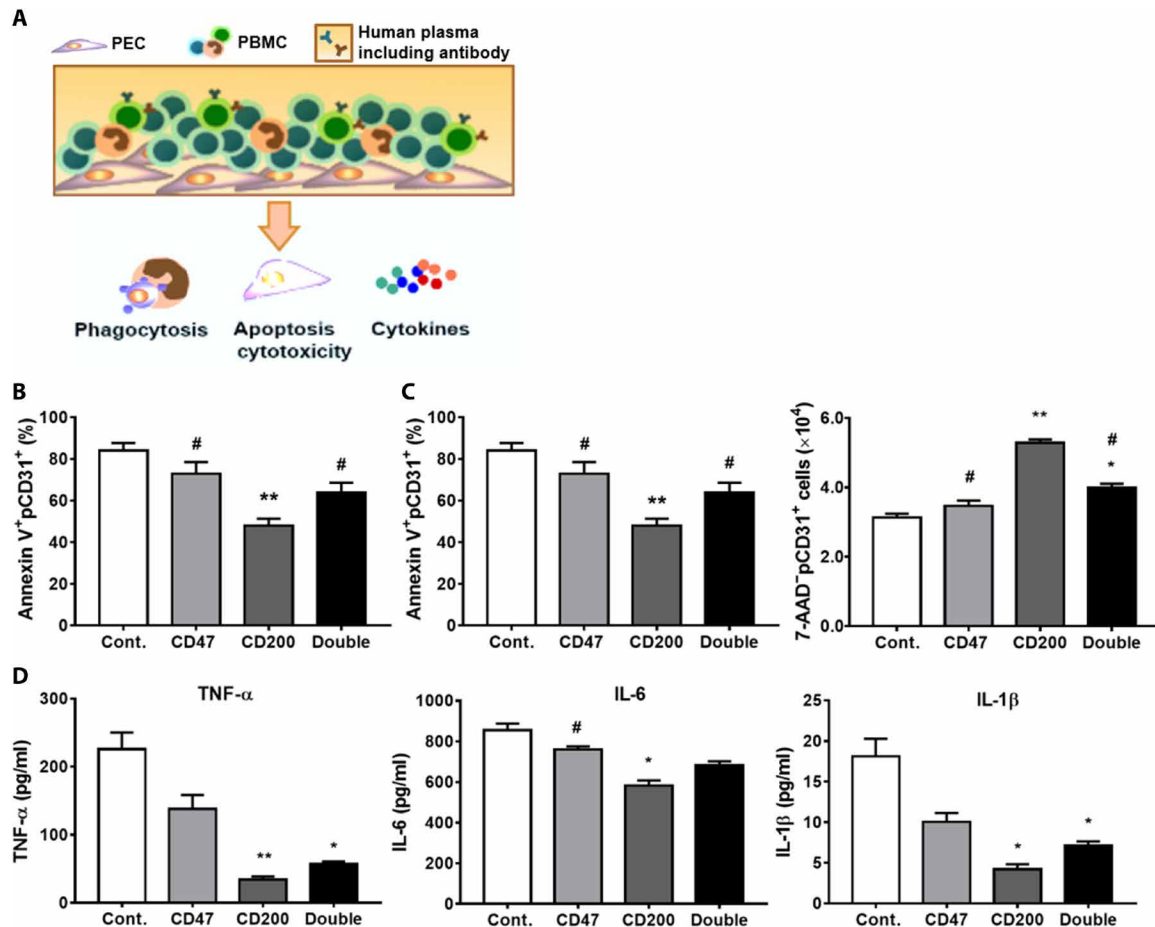 A
PEC
PBMC
Human plasma
including antibody
Phagocytosis
Apoptosis
cytotoxicity
Cytokines
B
Annexin V⁺pCD31⁺ (%)
100
80
60
40
20
0
#
**
#
Cont.
CD47
CD200
Double
C
Annexin V⁺pCD31⁺ (%)
100
80
60
40
20
0
#
**
#
Cont.
CD47
CD200
Double
7-AAD⁻pCD31⁺ cells (×10⁴)
6.0
4.0
2.0
0.0
#
**
#
*
Cont.
CD47
CD200
Double
D
TNF-α
TNF-α (pg/ml)
300
200
100
50
0
**
*
Cont.
CD47
CD200
Double
IL-6
IL-6 (pg/ml)
1000
800
600
400
200
0
#
*
Cont.
CD47
CD200
Double
IL-1β
IL-1β (pg/ml)
25
20
15
10
5
0
*
*
Cont.
CD47
CD200
Double